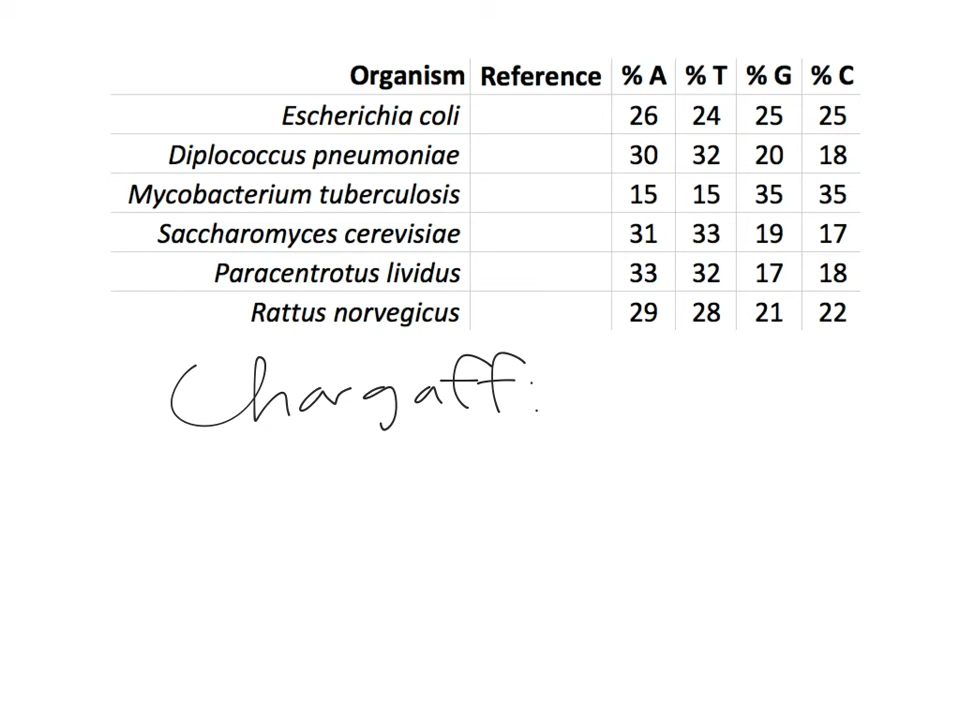 Organism Reference % A % T % G % C
Escherichia coli 26 24 25 25
Diplococcus pneumoniae 30 32 20 18
Mycobacterium tuberculosis 15 15 35 35
Saccharomyces cerevisiae 31 33 19 17
Paracentrotus lividus 33 32 17 18
Rattus norvegicus 29 28 21 22
Chargaff: